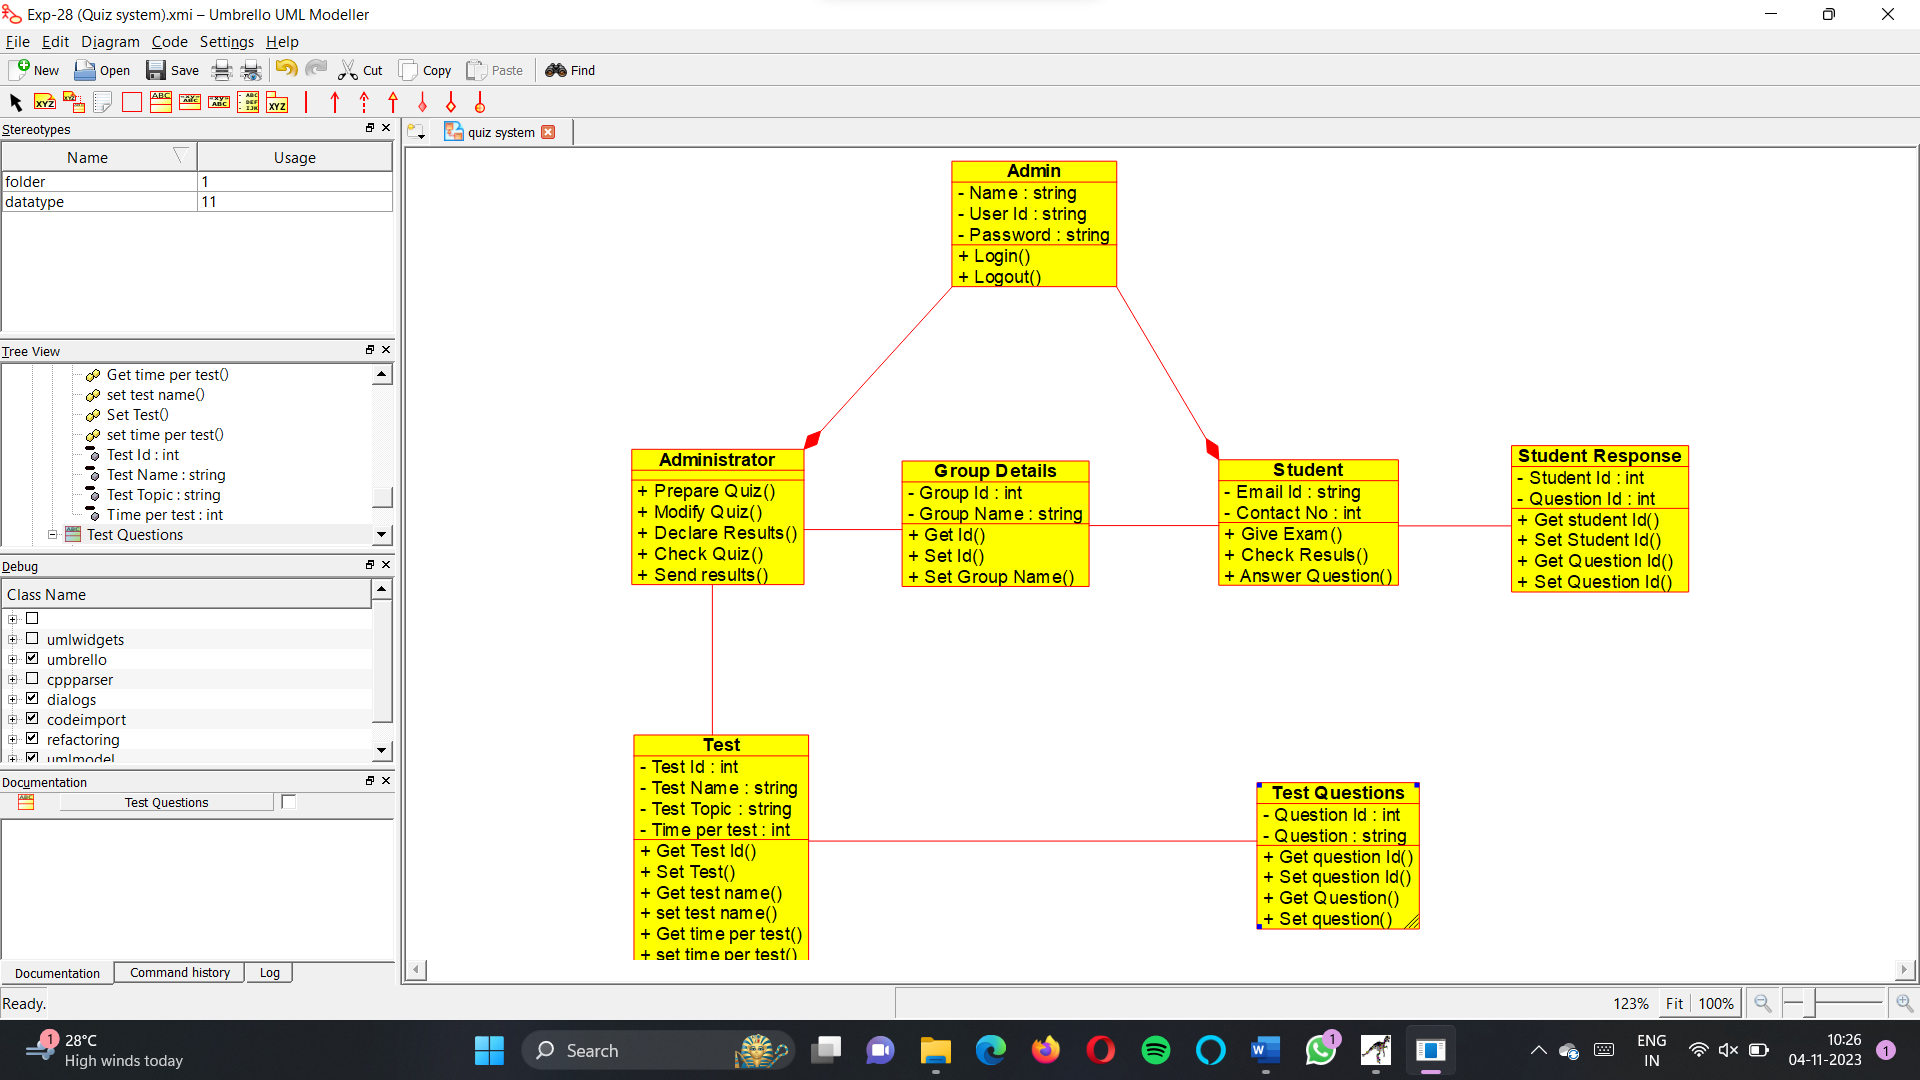 Exp-28 (Quiz system).xmi – Umbrello UML Modeller
File Edit Diagram Code Settings Help
New Open Save Cut Copy Paste Find
Stereotypes
Name Usage
folder 1
datatype 11
Tree View
Get time per test()
set test name()
Set Test()
set time per test()
Test Id : int
Test Name : string
Test Topic : string
Time per test : int
Test Questions
Debug
Class Name
umlwidgets
umbrello
cppparser
dialogs
codeimport
refactoring
umlmodel
Documentation
Test Questions
Documentation Command history Log
Ready.
quiz system
Admin
- Name : string
- User Id : string
- Password : string
+ Login()
+ Logout()
Administrator
+ Prepare Quiz()
+ Modify Quiz()
+ Declare Results()
+ Check Quiz()
+ Send results()
Group Details
- Group Id : int
- Group Name : string
+ Get Id()
+ Set Id()
+ Set Group Name()
Student
- Email Id : string
- Contact No : int
+ Give Exam()
+ Check Resuls()
+ Answer Question()
Student Response
- Student Id : int
- Question Id : int
+ Get student Id()
+ Set Student Id()
+ Get Question Id()
+ Set Question Id()
Test
- Test Id : int
- Test Name : string
- Test Topic : string
- Time per test : int
+ Get Test Id()
+ Set Test()
+ Get test name()
+ set test name()
+ Get time per test()
+ set time per test()
Test Questions
- Question Id : int
- Question : string
+ Get question Id()
+ Set question Id()
+ Get Question()
+ Set question()
123% Fit 100%
1
28°C
High winds today
Search
1
ENG
IN
10:26
04-11-2023
1